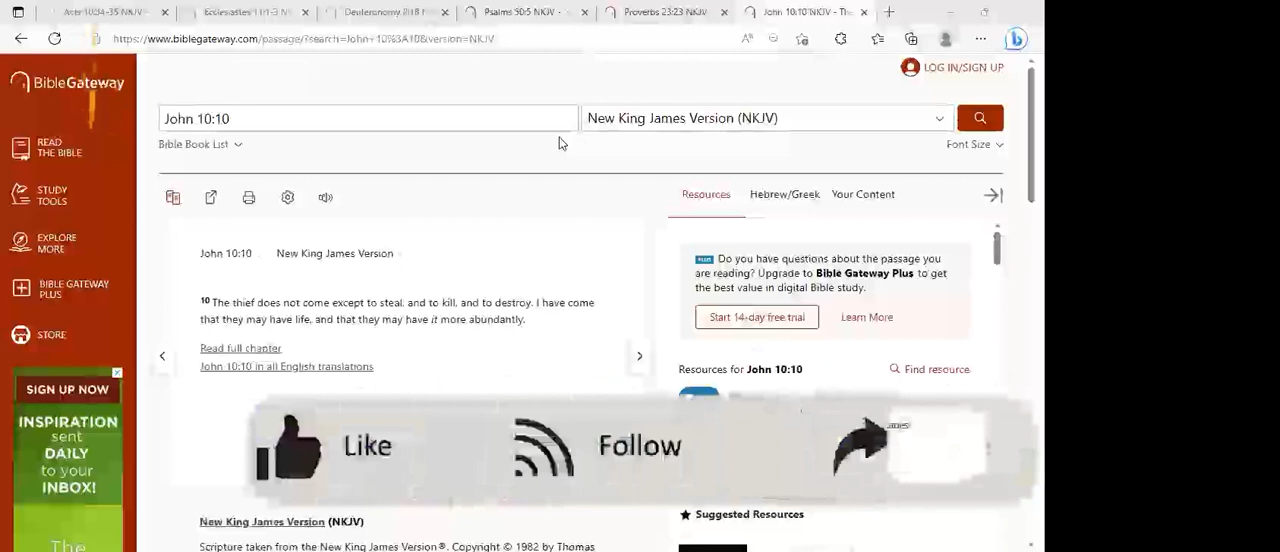 Acts 10:34-35 NKJV
Ecclesiastes 11:1-3 N
Deuteronomy 8:18 N
Psalms 50:5 NKJV -
Proverbs 23:23 NKJV
John 10:10 NKJV - The
https://www.biblegateway.com/passage/?search=John+10%3A10&version=NKJV
BibleGateway
LOG IN/SIGN UP
John 10:10
New King James Version (NKJV)
Bible Book List
Font Size
READ
THE BIBLE
STUDY
TOOLS
EXPLORE
MORE
BIBLE GATEWAY
PLUS
STORE
Resources Hebrew/Greek Your Content
John 10:10 New King James Version
10 The thief does not come except to steal, and to kill, and to destroy. I have come
that they may have life, and that they may have it more abundantly.
Read full chapter
John 10:10 in all English translations
PLUS Do you have questions about the passage you
are reading? Upgrade to Bible Gateway Plus to get
the best value in digital Bible study.
Start 14-day free trial Learn More
Resources for John 10:10 Find resource
SIGN UP NOW
INSPIRATION
sent
DAILY
to your
INBOX!
The
Like Follow
New King James Version (NKJV)
Scripture taken from the New King James Version®. Copyright © 1982 by Thomas
★ Suggested Resources